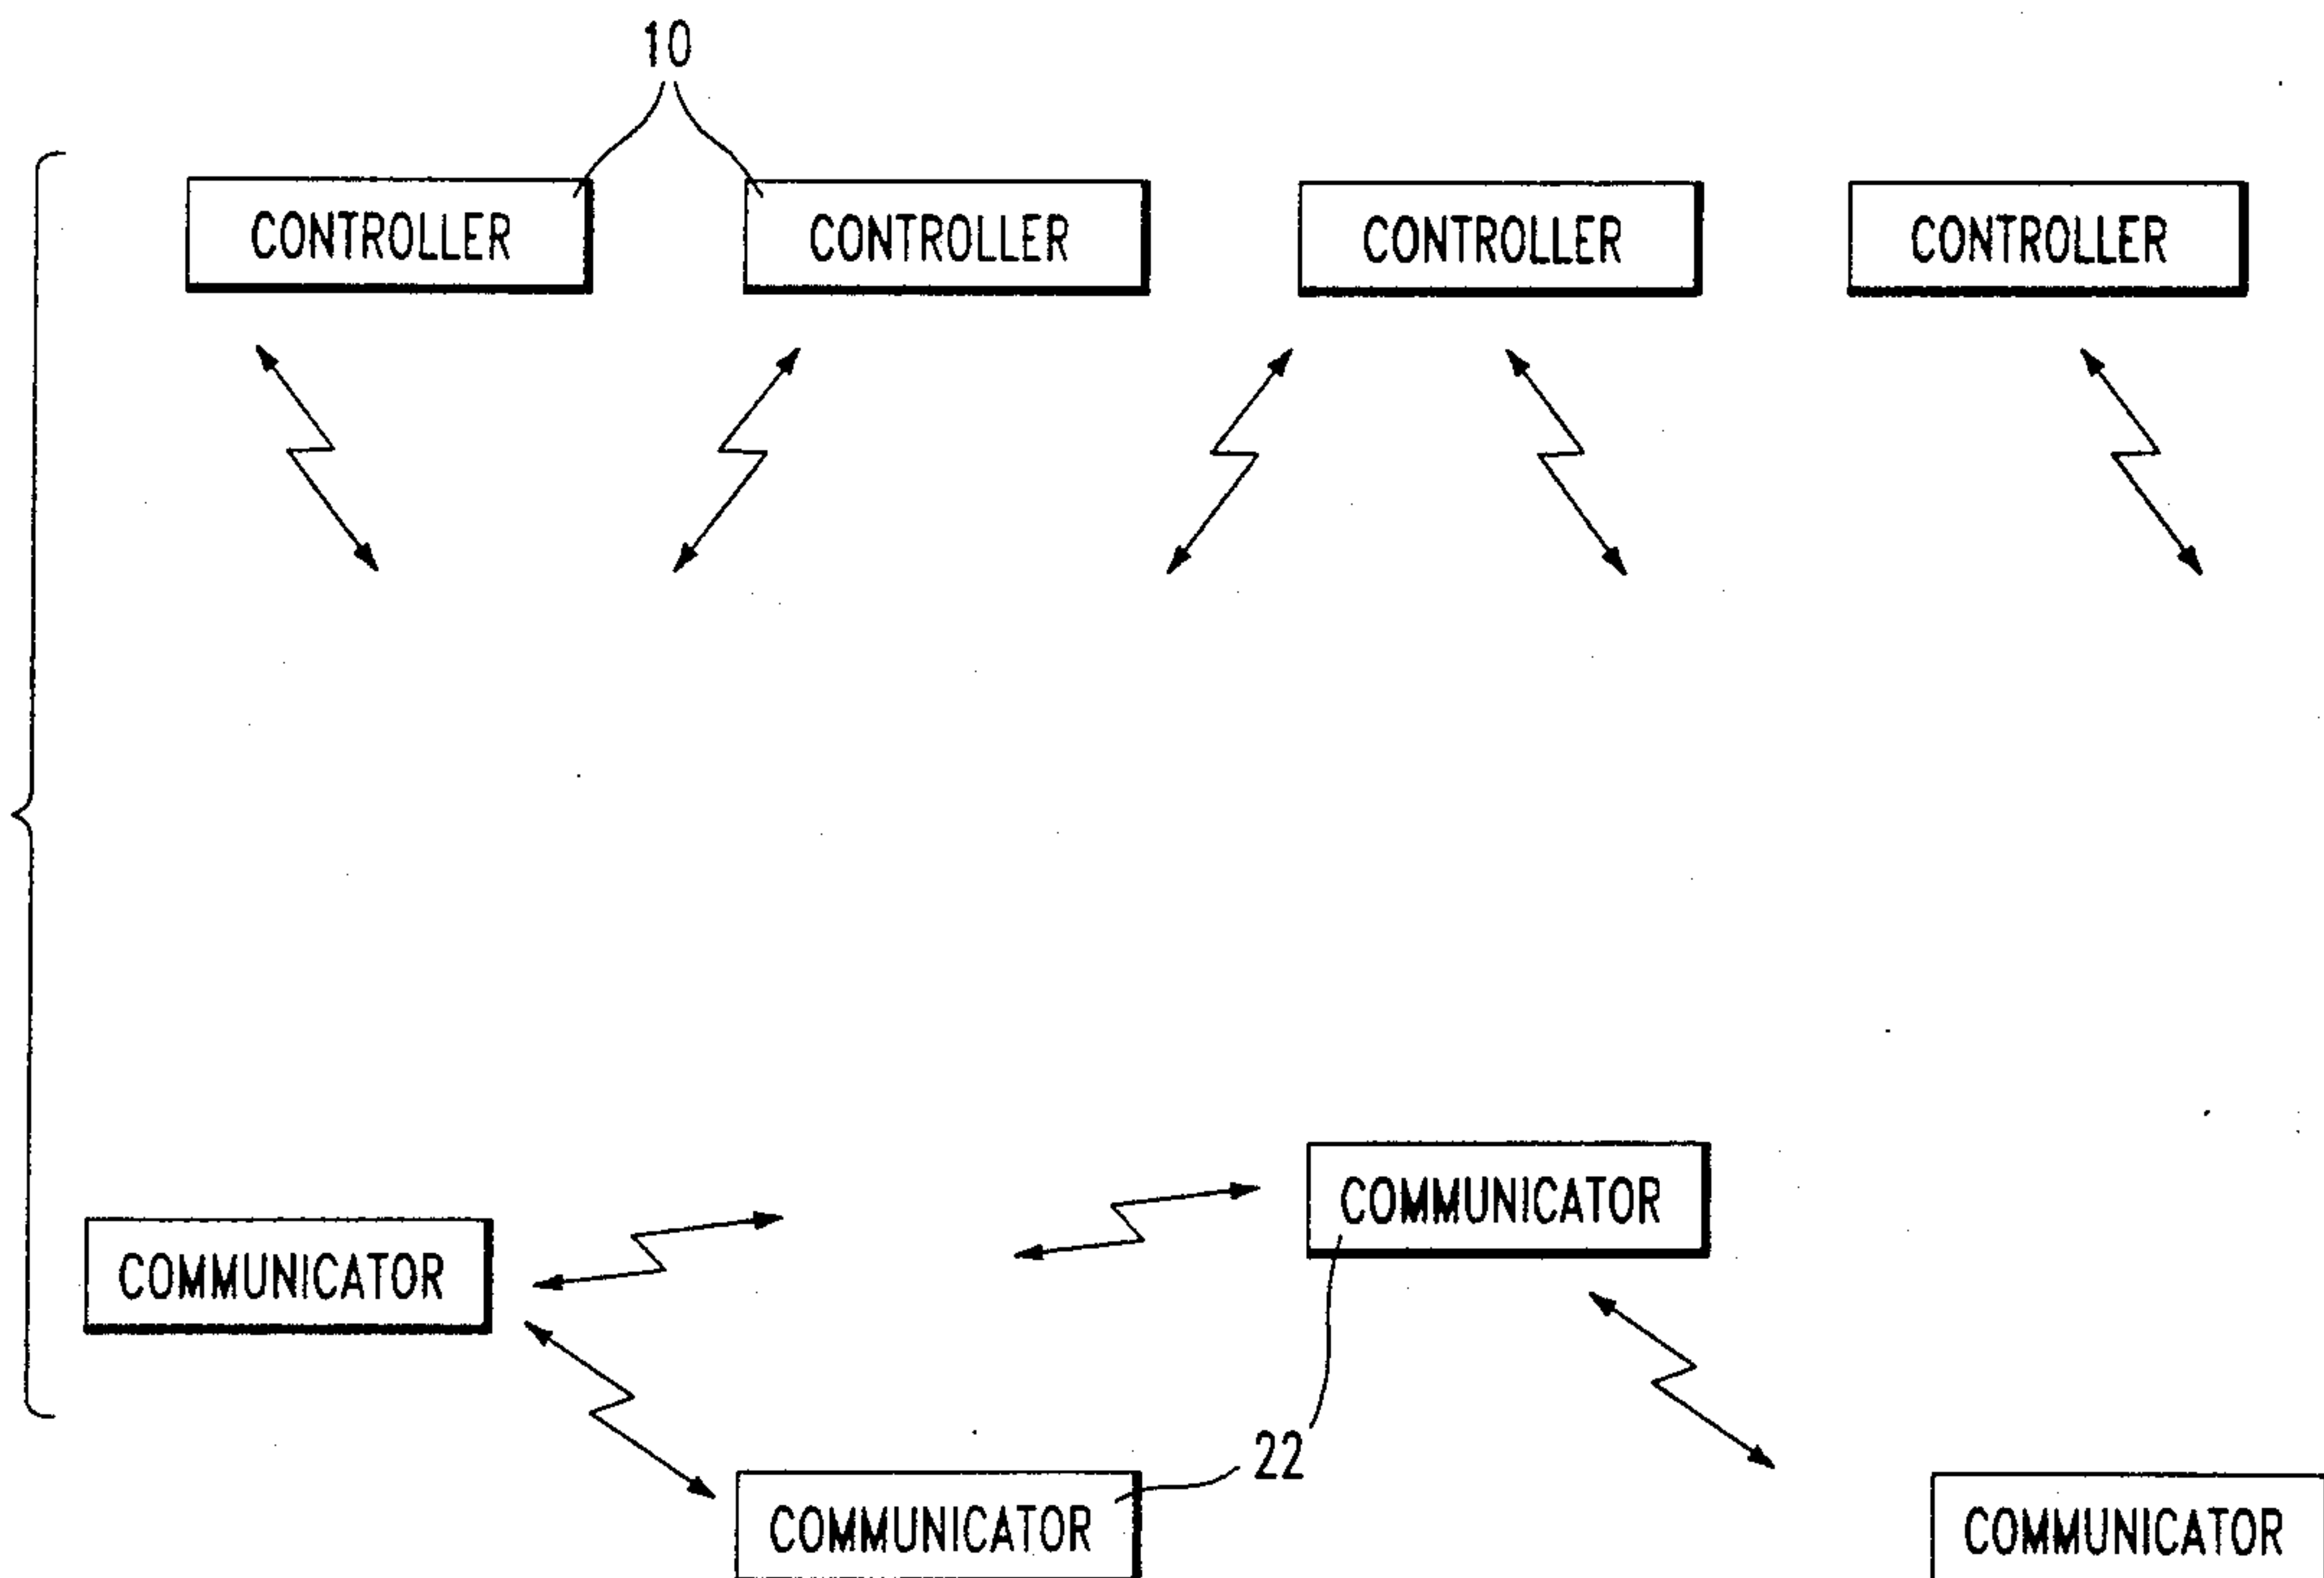 10
CONTROLLER CONTROLLER CONTROLLER CONTROLLER
COMMUNICATOR
COMMUNICATOR
22
COMMUNICATOR COMMUNICATOR